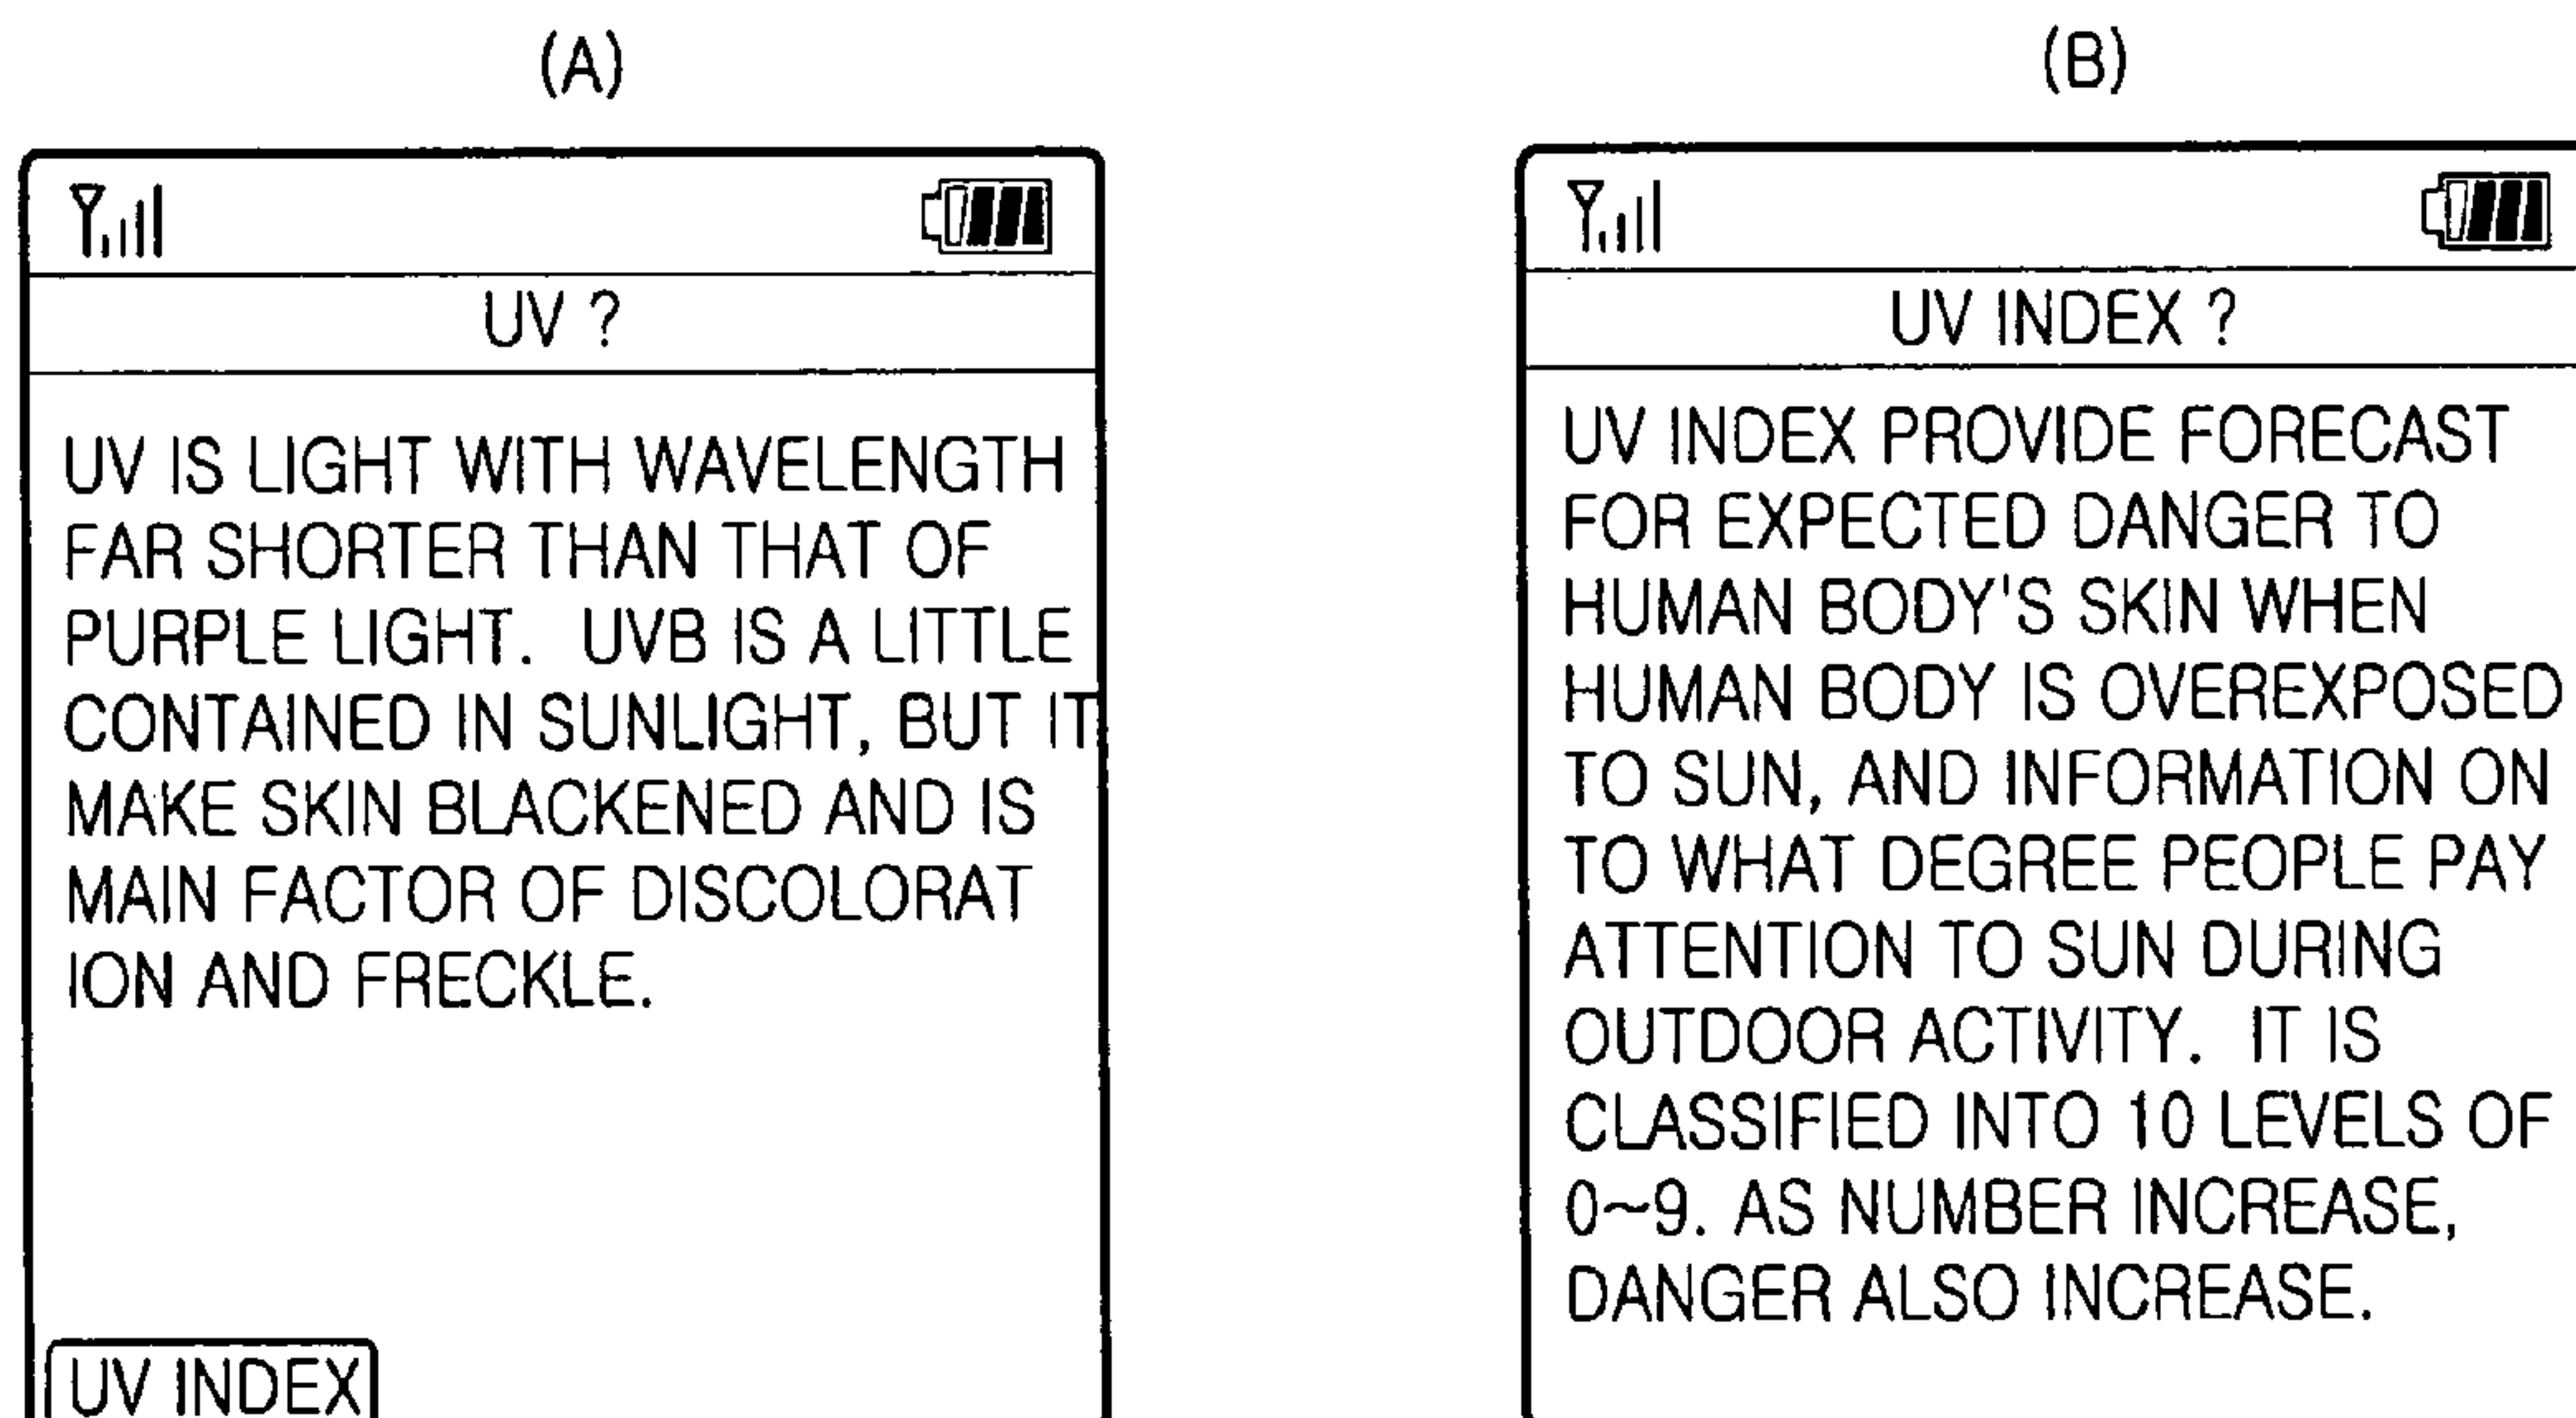 (A)
UV ?
UV IS LIGHT WITH WAVELENGTH
FAR SHORTER THAN THAT OF
PURPLE LIGHT. UVB IS A LITTLE
CONTAINED IN SUNLIGHT, BUT IT
MAKE SKIN BLACKENED AND IS
MAIN FACTOR OF DISCOLORAT
ION AND FRECKLE.
UV INDEX
(B)
UV INDEX ?
UV INDEX PROVIDE FORECAST
FOR EXPECTED DANGER TO
HUMAN BODY'S SKIN WHEN
HUMAN BODY IS OVEREXPOSED
TO SUN, AND INFORMATION ON
TO WHAT DEGREE PEOPLE PAY
ATTENTION TO SUN DURING
OUTDOOR ACTIVITY. IT IS
CLASSIFIED INTO 10 LEVELS OF
0~9. AS NUMBER INCREASE,
DANGER ALSO INCREASE.